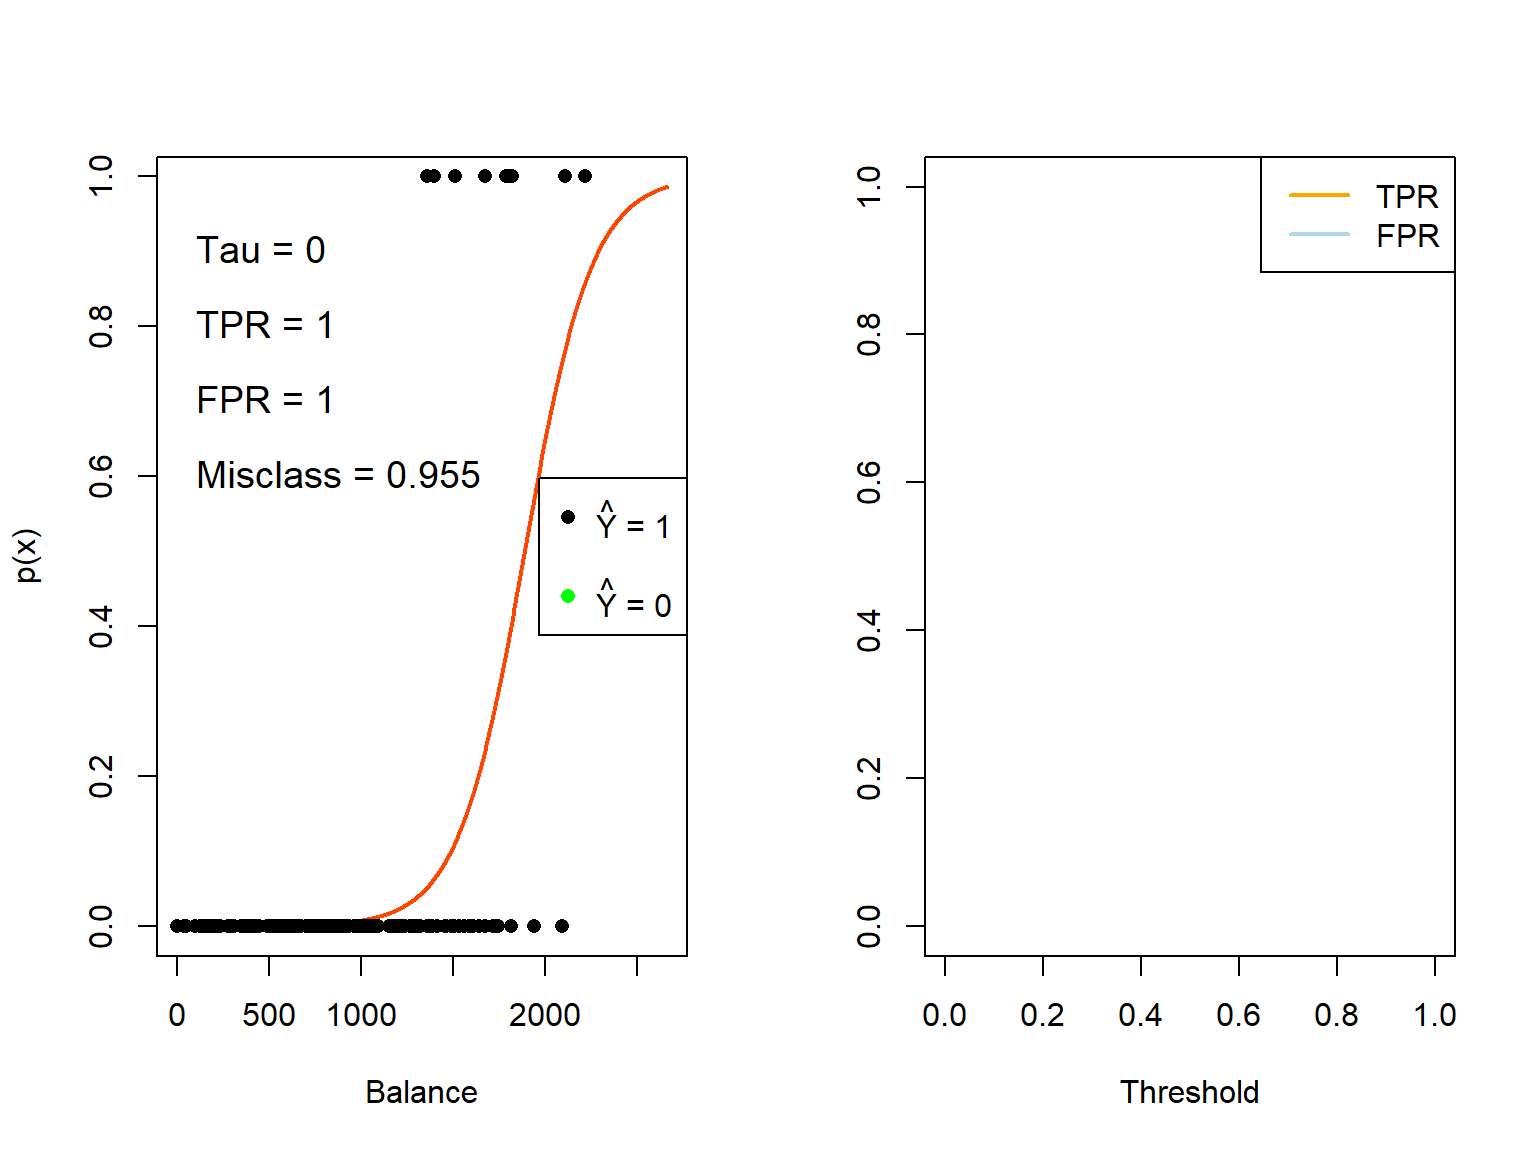 p(x)
1.0
0.8
0.6
0.4
0.2
0.0
Tau = 0
TPR = 1
FPR = 1
Misclass = 0.955
Ŷ = 1
Ŷ = 0
0 500 1000 2000
Balance
1.0
0.8
0.6
0.4
0.2
0.0
TPR
FPR
0.0 0.2 0.4 0.6 0.8 1.0
Threshold